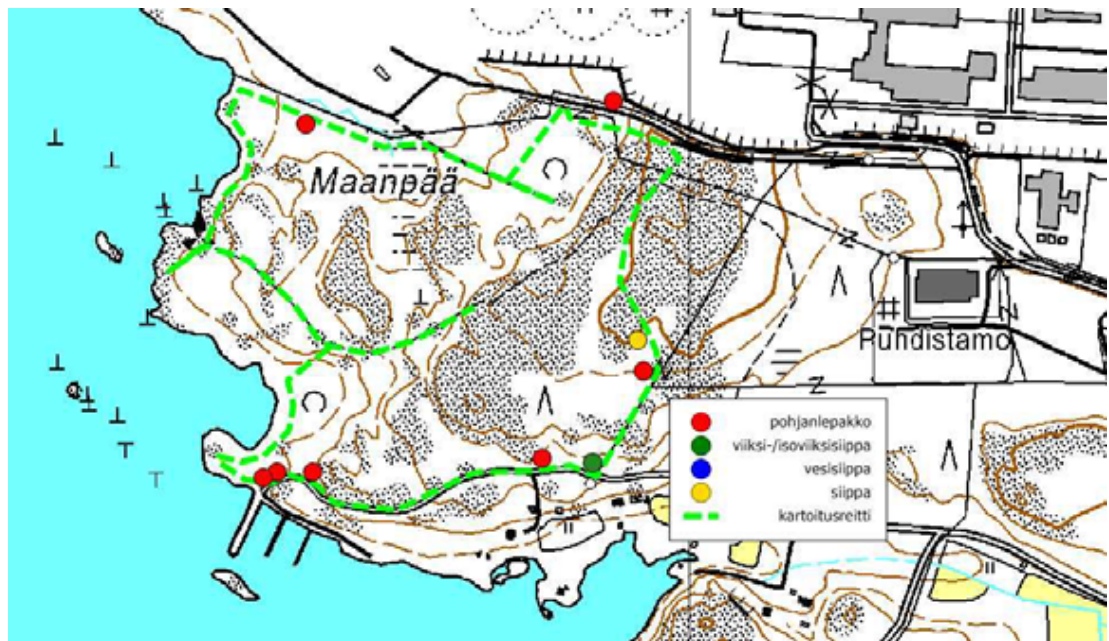 Maanpää
Puhdistamo
pohjanlepakko
viiksi-/isoviiksisiippa
vesisiippa
siippa
kartoitusreitti